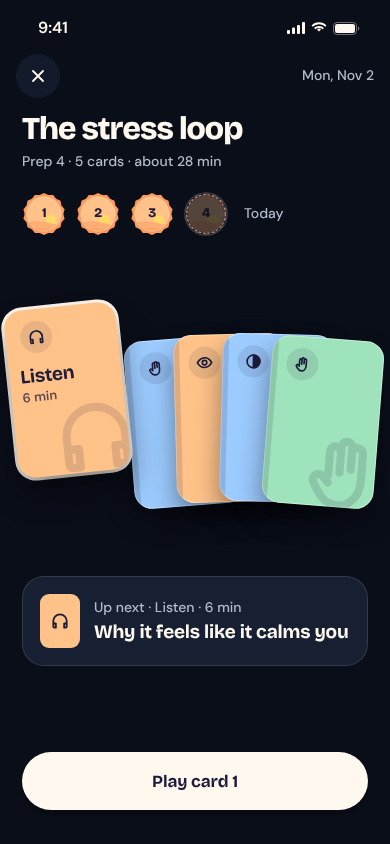 9:41
Mon, Nov 2
The stress loop
Prep 4 · 5 cards · about 28 min
1 2 3 4 Today
Listen
6 min
Up next · Listen · 6 min
Why it feels like it calms you
Play card 1